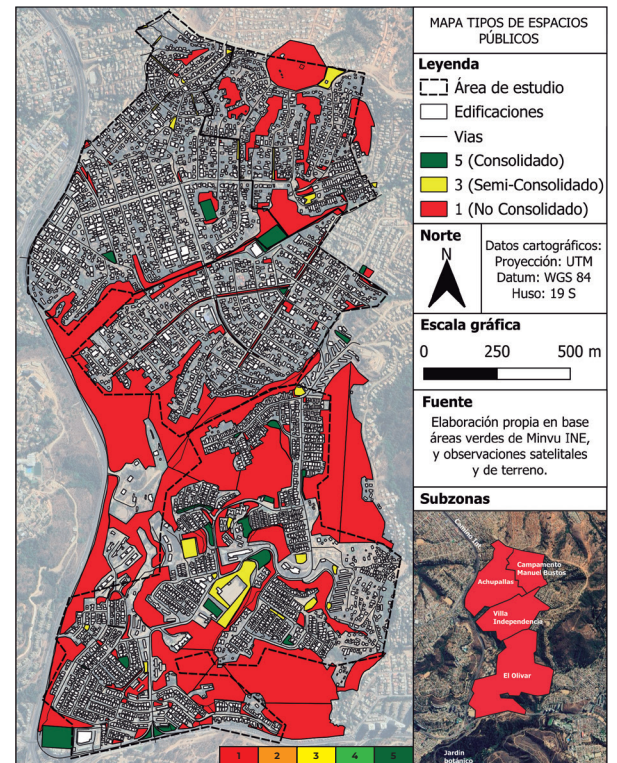 MAPA TIPOS DE ESPACIOS
PÚBLICOS
Leyenda
Área de estudio
Edificaciones
Vias
5 (Consolidado)
3 (Semi-Consolidado)
1 (No Consolidado)
Norte
N
Datos cartográficos:
Proyección: UTM
Datum: WGS 84
Huso: 19 S
Escala gráfica
0 250 500 m
Fuente
Elaboración propia en base
áreas verdes de Minvu INE,
y observaciones satelitales
y de terreno.
Subzonas
Campamento
Manuel Bustos
Achupallas
Villa
Independencia
El Olivar
Jardín
botánico
1 2 3 4 5